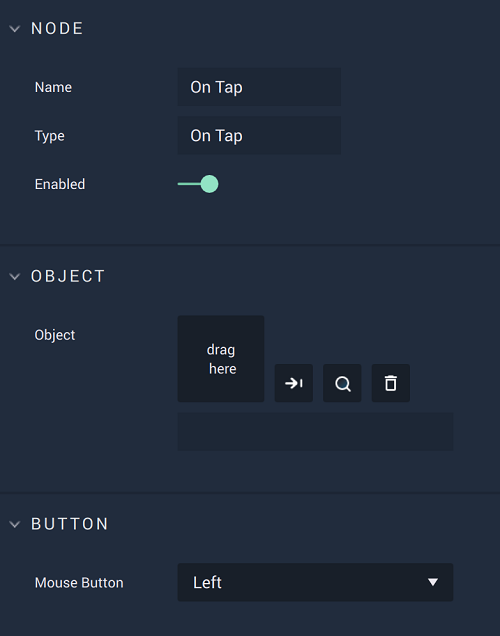 NODE
Name
On Tap
Type
On Tap
Enabled
OBJECT
Object
drag
here
BUTTON
Mouse Button
Left